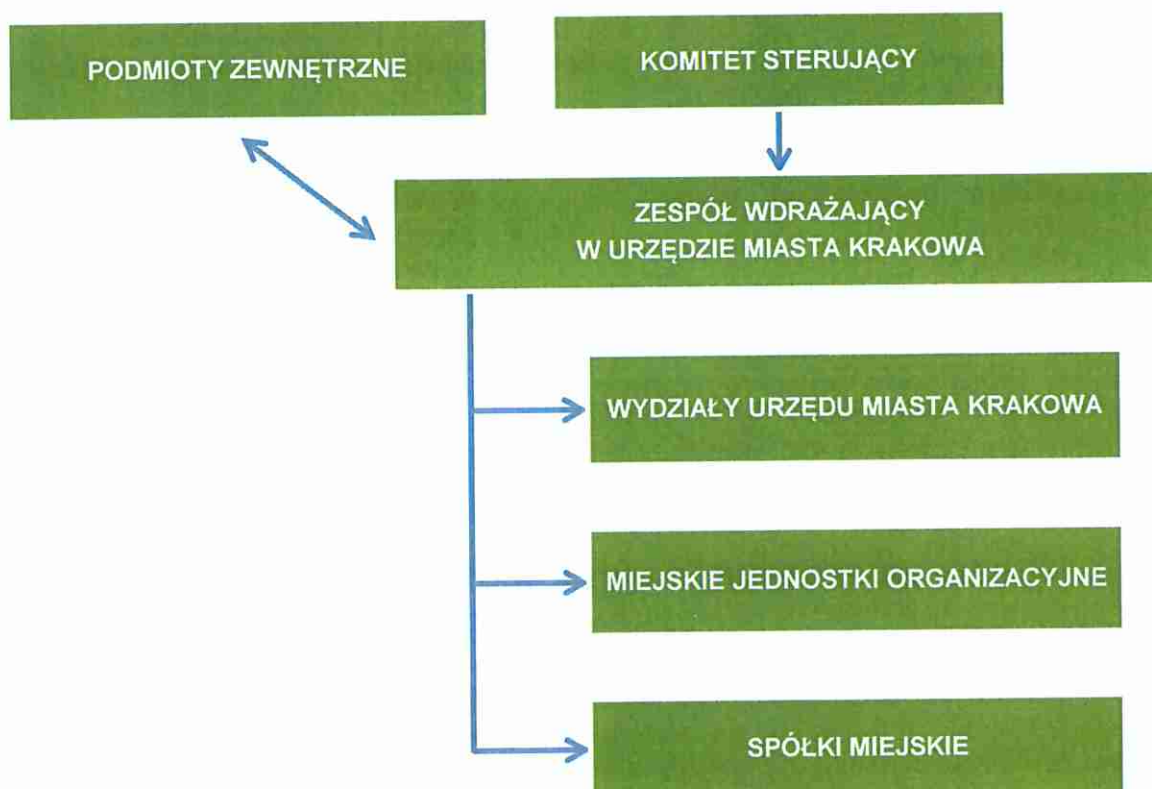 PODMIOTY ZEWNĘTRZNE
KOMITET STERUJĄCY
ZESPÓŁ WDRAŻAJĄCY
W URZĘDZIE MIASTA KRAKOWA
WYDZIAŁY URZĘDU MIASTA KRAKOWA
MIEJSKIE JEDNOSTKI ORGANIZACYJNE
SPÓŁKI MIEJSKIE